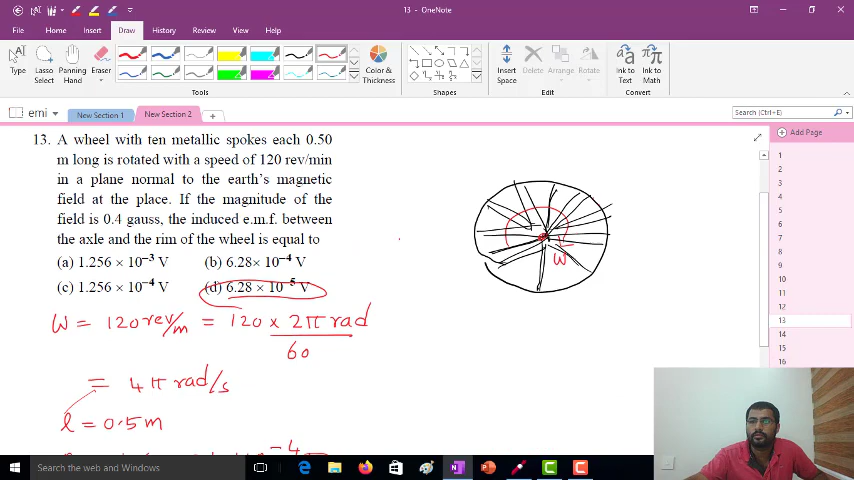 13 - OneNote
File Home Insert Draw History Review View
Type Lasso Select Panning Hand Eraser Color & Thickness Insert Space Delete Arrange Rotate Ink to Text Ink to Math
Tools Shapes Edit Convert
emi New Section 1 New Section 2 Search (Ctrl+E)
Add Page
1
2
3
4
5
6
7
8
9
10
11
12
13
14
15
16
13. A wheel with ten metallic spokes each 0.50
m long is rotated with a speed of 120 rev/min
in a plane normal to the earth's magnetic
field at the place. If the magnitude of the
field is 0.4 gauss, the induced e.m.f. between
the axle and the rim of the wheel is equal to
(a) 1.256 × 10⁻³ V (b) 6.28× 10⁻⁴ V
(c) 1.256 × 10⁻⁴ V (d) 6.28 × 10⁻⁵ V
W
W = 120 rev/m = 120 × 2π rad
60
= 4π rad/s
l = 0.5m
Search the web and Windows